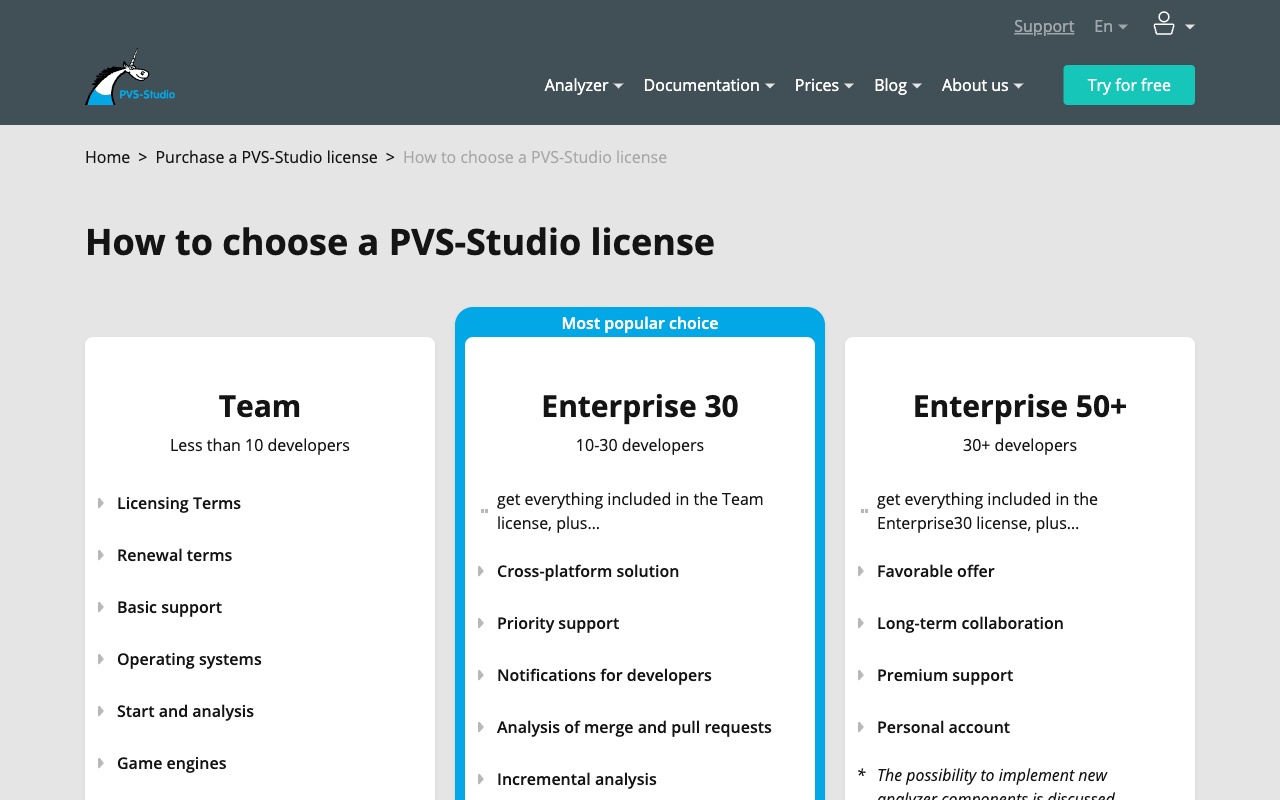 Support En
PVS-Studio
Analyzer Documentation Prices Blog About us Try for free
Home > Purchase a PVS-Studio license > How to choose a PVS-Studio license
How to choose a PVS-Studio license
Team
Less than 10 developers
Licensing Terms
Renewal terms
Basic support
Operating systems
Start and analysis
Game engines
Most popular choice
Enterprise 30
10-30 developers
get everything included in the Team
license, plus...
Cross-platform solution
Priority support
Notifications for developers
Analysis of merge and pull requests
Incremental analysis
Enterprise 50+
30+ developers
get everything included in the
Enterprise30 license, plus...
Favorable offer
Long-term collaboration
Premium support
Personal account
* The possibility to implement new
analyzer components is discussed